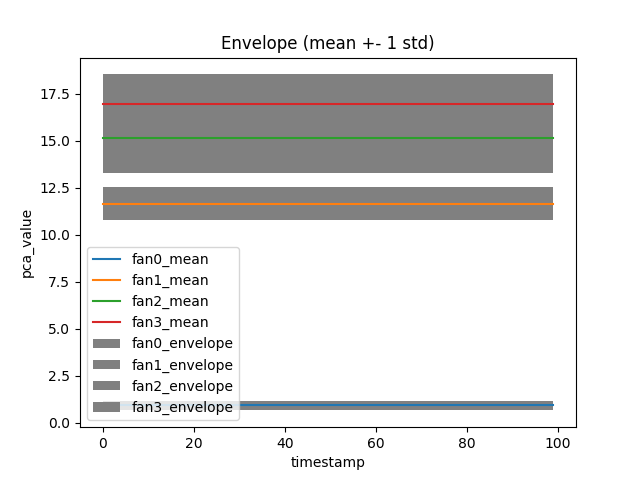 Envelope (mean +- 1 std)
17.5
15.0
12.5
10.0
7.5
5.0
2.5
0.0
pca_value
fan0_mean
fan1_mean
fan2_mean
fan3_mean
fan0_envelope
fan1_envelope
fan2_envelope
fan3_envelope
0
20
40
60
80
100
timestamp